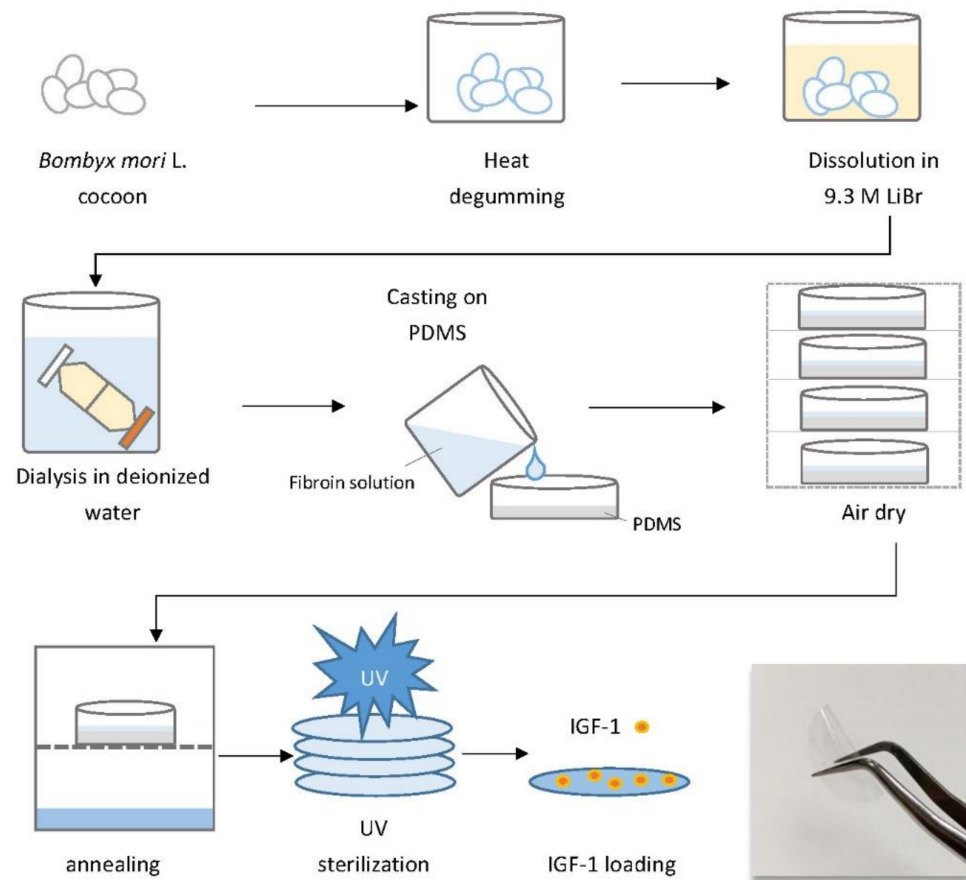 Bombyx mori L.
cocoon
Heat
degumming
Dissolution in
9.3 M LiBr
Dialysis in deionized
water
Casting on
PDMS
Fibroin solution
PDMS
Air dry
annealing
UV
UV
sterilization
IGF-1
IGF-1 loading